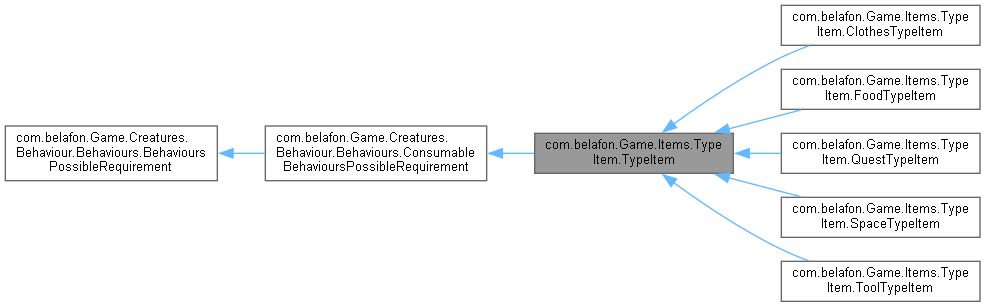 com.belafon.Game.Creatures.
Behaviour.Behaviours.Behaviours
PossibleRequirement
com.belafon.Game.Creatures.
Behaviour.Behaviours.Consumable
BehavioursPossibleRequirement
com.belafon.Game.Items.Type
Item.TypeItem
com.belafon.Game.Items.Type
Item.ClothesTypeItem
com.belafon.Game.Items.Type
Item.FoodTypeItem
com.belafon.Game.Items.Type
Item.QuestTypeItem
com.belafon.Game.Items.Type
Item.SpaceTypeItem
com.belafon.Game.Items.Type
Item.ToolTypeItem